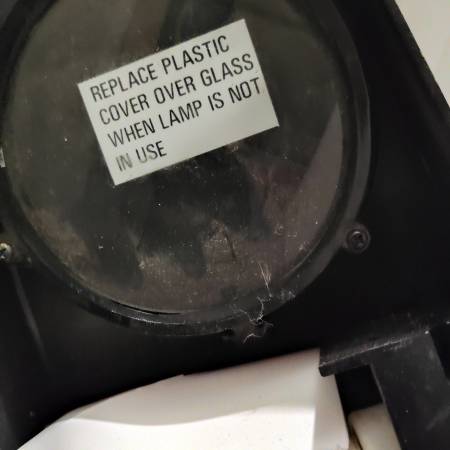 REPLACE PLASTIC
COVER OVER GLASS
WHEN LAMP IS NOT
IN USE